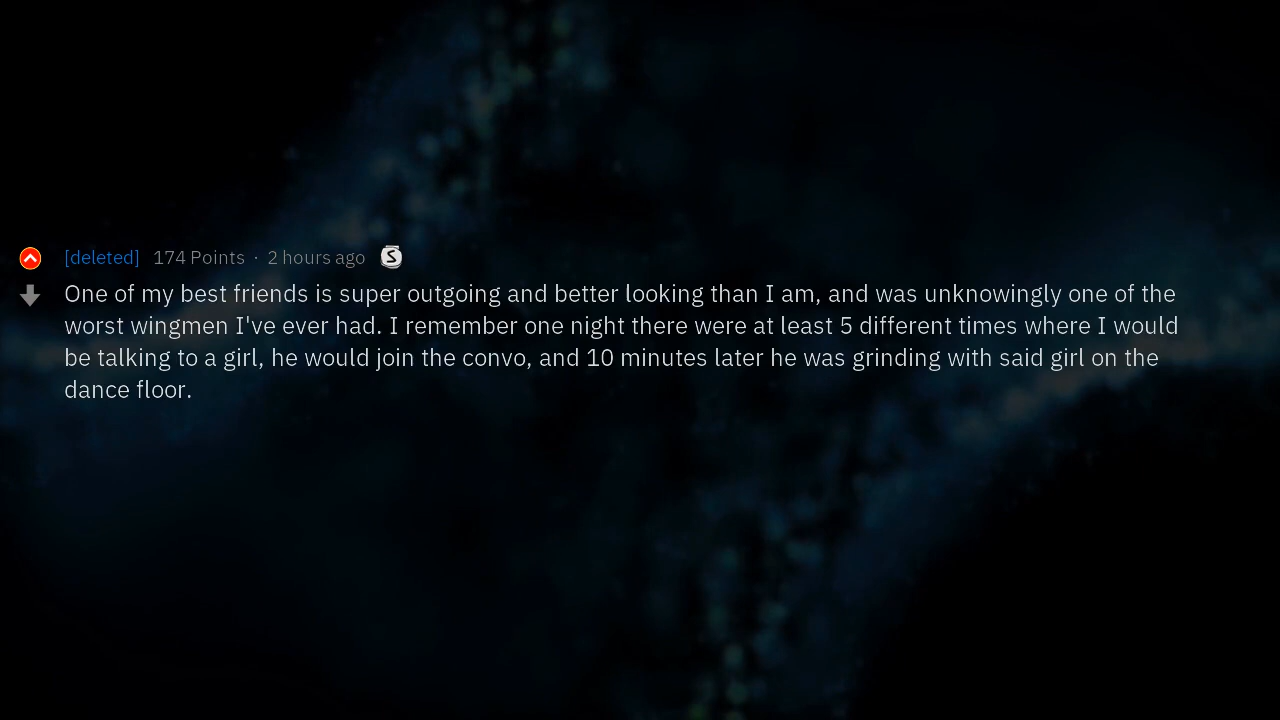 [deleted] 174 Points · 2 hours ago S
One of my best friends is super outgoing and better looking than I am, and was unknowingly one of the
worst wingmen I've ever had. I remember one night there were at least 5 different times where I would
be talking to a girl, he would join the convo, and 10 minutes later he was grinding with said girl on the
dance floor.